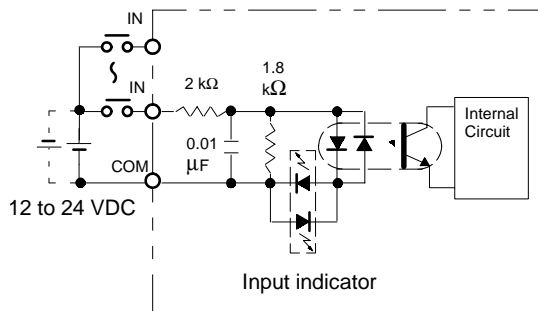 IN
IN
2 kΩ
1.8
kΩ
0.01
μF
COM
Internal
Circuit
12 to 24 VDC
Input indicator